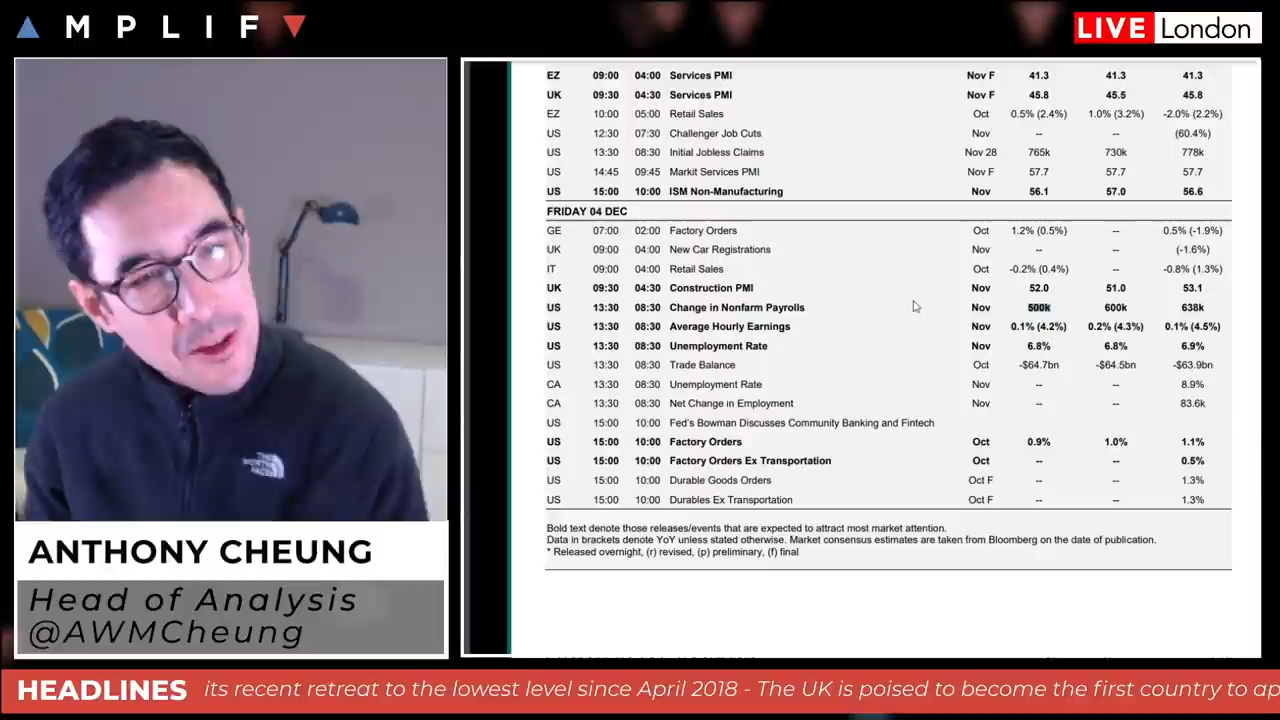 AMPLIFY
LIVE London
EZ 09:00 04:00 Services PMI Nov F 41.3 41.3 41.3
UK 09:30 04:30 Services PMI Nov F 45.8 45.5 45.8
EZ 10:00 05:00 Retail Sales Oct 0.5% (2.4%) 1.0% (3.2%) -2.0% (2.2%)
US 12:30 07:30 Challenger Job Cuts Nov -- -- (60.4%)
US 13:30 08:30 Initial Jobless Claims Nov 28 765k 730k 778k
US 14:45 09:45 Markit Services PMI Nov F 57.7 57.7 57.7
US 15:00 10:00 ISM Non-Manufacturing Nov 56.1 57.0 56.6
FRIDAY 04 DEC
GE 07:00 02:00 Factory Orders Oct 1.2% (0.5%) -- 0.5% (-1.9%)
UK 09:00 04:00 New Car Registrations Nov -- -- (-1.6%)
IT 09:00 04:00 Retail Sales Oct -0.2% (0.4%) -- -0.8% (1.3%)
UK 09:30 04:30 Construction PMI Nov 52.0 51.0 53.1
US 13:30 08:30 Change in Nonfarm Payrolls Nov 500k 600k 638k
US 13:30 08:30 Average Hourly Earnings Nov 0.1% (4.2%) 0.2% (4.3%) 0.1% (4.5%)
US 13:30 08:30 Unemployment Rate Nov 6.8% 6.8% 6.9%
US 13:30 08:30 Trade Balance Oct -$64.7bn -$64.5bn -$63.9bn
CA 13:30 08:30 Unemployment Rate Nov -- -- 8.9%
CA 13:30 08:30 Net Change in Employment Nov -- -- 83.6k
US 15:00 10:00 Fed's Bowman Discusses Community Banking and Fintech
US 15:00 10:00 Factory Orders Oct 0.9% 1.0% 1.1%
US 15:00 10:00 Factory Orders Ex Transportation Oct -- -- 0.5%
US 15:00 10:00 Durable Goods Orders Oct F -- -- 1.3%
US 15:00 10:00 Durables Ex Transportation Oct F -- -- 1.3%
Bold text denote those releases/events that are expected to attract most market attention.
Data in brackets denote YoY unless stated otherwise. Market consensus estimates are taken from Bloomberg on the date of publication.
* Released overnight, (r) revised, (p) preliminary, (f) final
THE NORTH FACE
ANTHONY CHEUNG
Head of Analysis
@AWMCheung
HEADLINES its recent retreat to the lowest level since April 2018 - The UK is poised to become the first country to ap